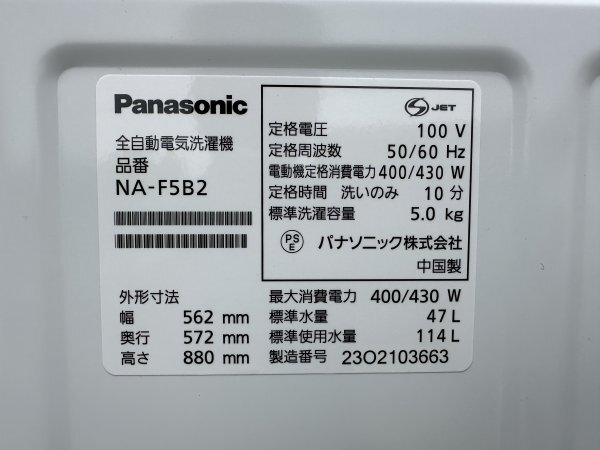 Panasonic
全自動電気洗濯機
品番
NA-F5B2
外形寸法
幅 562 mm
奥行 572 mm
高さ 880 mm
S JET
定格電圧 100 V
定格周波数 50/60 Hz
電動機定格消費電力 400/430 W
定格時間 洗いのみ 10 分
標準洗濯容量 5.0 kg
PS E パナソニック株式会社
中国製
最大消費電力 400/430 W
標準水量 47 L
標準使用水量 114 L
製造番号 23O2103663